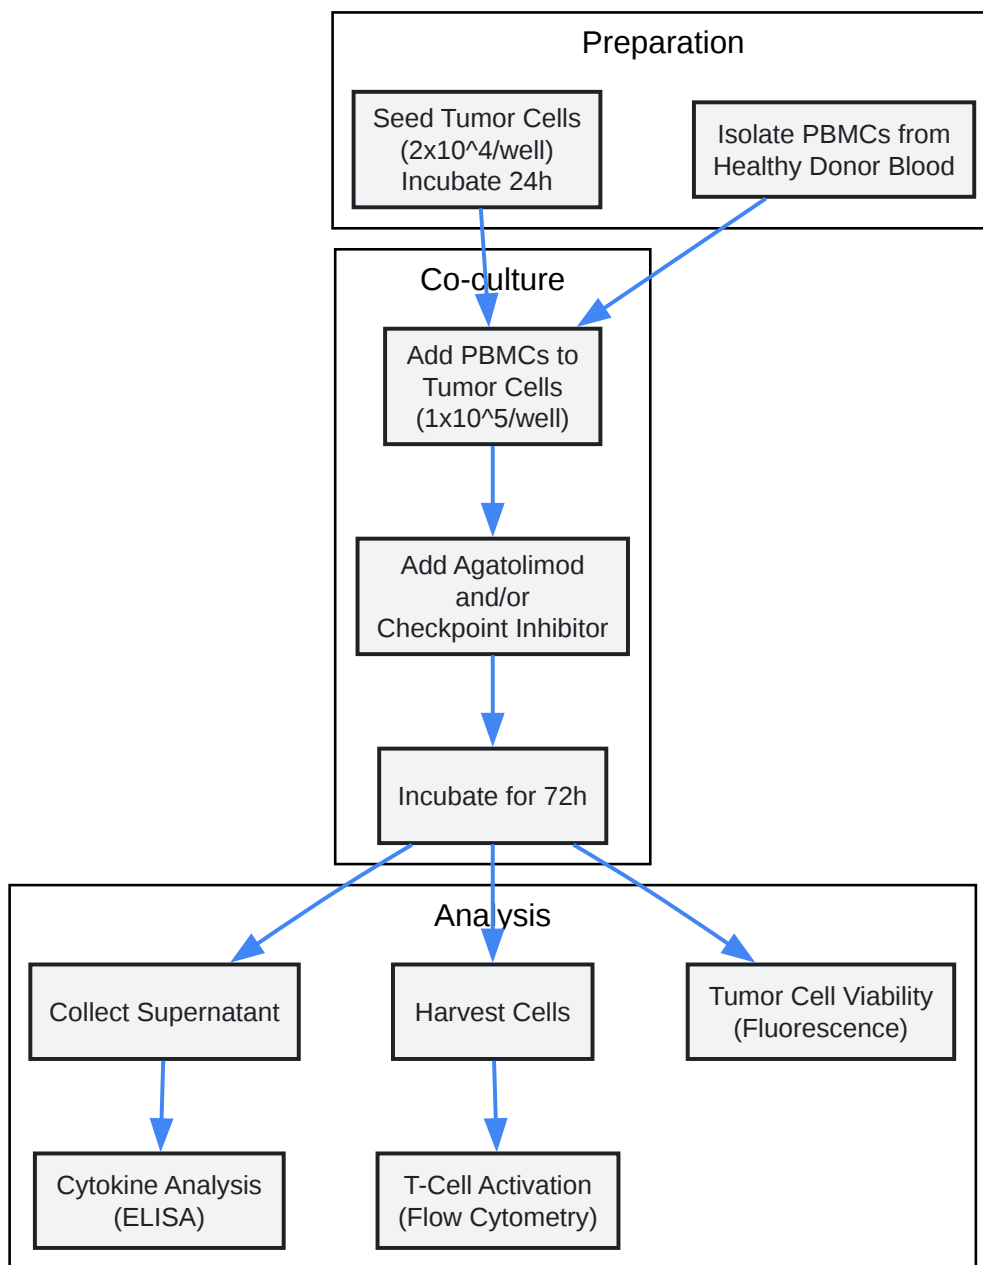 Preparation
Seed Tumor Cells
(2x10^4/well)
Incubate 24h
Isolate PBMCs from
Healthy Donor Blood
Co-culture
Add PBMCs to
Tumor Cells
(1x10^5/well)
Add Agatolimod
and/or
Checkpoint Inhibitor
Incubate for 72h
Analysis
Collect Supernatant
Harvest Cells
Tumor Cell Viability
(Fluorescence)
Cytokine Analysis
(ELISA)
T-Cell Activation
(Flow Cytometry)